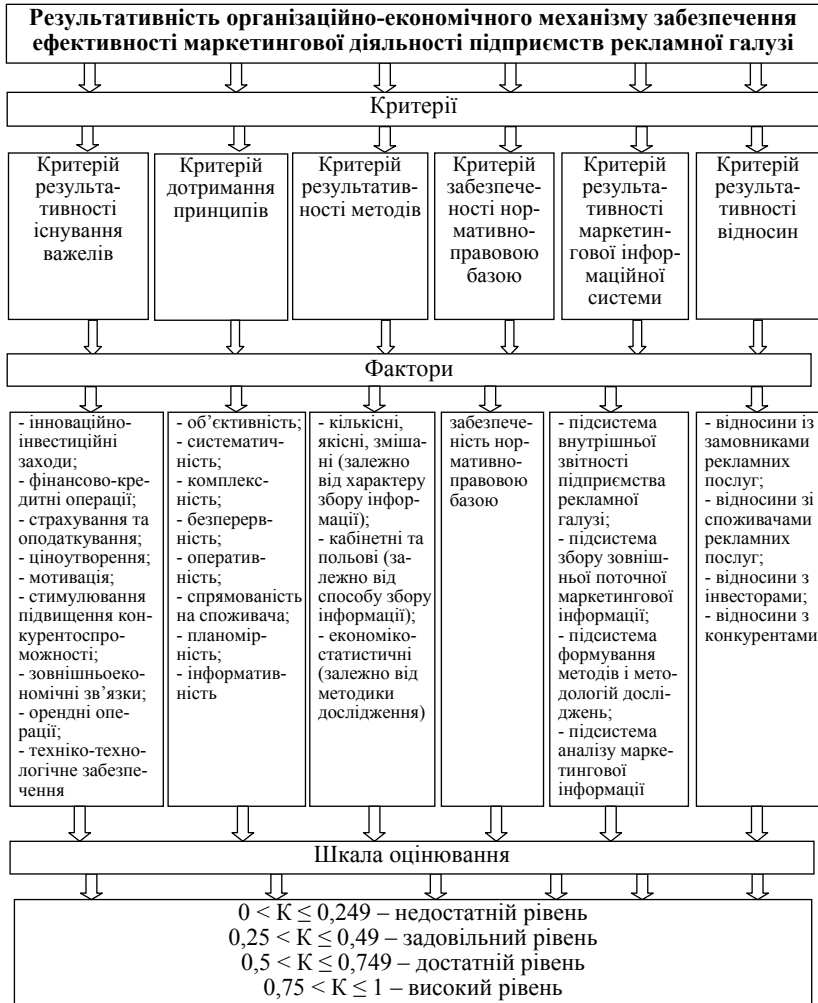 Результативність організаційно-економічного механізму забезпечення
ефективності маркетингової діяльності підприємств рекламної галузі
Критерії
Критерій
результа-
тивності
існування
важелів
Критерій
дотримання
принципів
Критерій
результатив-
ності методів
Критерій
забезпече-
ності нор-
мативно-
правовою
базою
Критерій
результа-
тивності
маркетин-
гової інфор-
маційної
системи
Критерій
результа-
тивності
відносин
Фактори
- інноваційно-
інвестиційні
заходи;
- фінансово-кре-
дитні операції;
- страхування та
оподаткування;
- ціноутворення;
- мотивація;
- стимулювання
підвищення кон-
курентоспро-
можності;
- зовнішньоеко-
номічні зв’язки;
- орендні опе-
рації;
- техніко-техно-
логічне забезпе-
чення
- об’єктивність;
- систематич-
ність;
- комплекс-
ність;
- безперерв-
ність;
- оперативність;
- спрямованість
на споживача;
- планомір-
ність;
- інформатив-
ність
- кількісні,
якісні, зміша-
ні (залежно
від характеру
збору інфор-
мації);
- кабінетні та
польові (за-
лежно від
способу збору
інформації);
- економіко-
статистичні
(залежно від
методики
дослідження)
забезпече-
ність нор-
мативно-
правовою
базою
- підсистема
внутрішньої
звітності
підприємства
рекламної
галузі;
- підсистема
збору зовніш-
ньої поточної
маркетингової
інформації;
- підсистема
формування
методів і мето-
дологій дослід-
жень;
- підсистема
аналізу марке-
тингової
інформації
- відносини із
замовниками
рекламних
послуг;
- відносини зі
споживачами
рекламних
послуг;
- відносини з
інвесторами;
- відносини з
конкурентами
Шкала оцінювання
0 < К ≤ 0,249 – недостатній рівень
0,25 < К ≤ 0,49 – задовільний рівень
0,5 < К ≤ 0,749 – достатній рівень
0,75 < К ≤ 1 – високий рівень